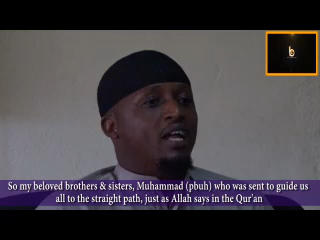 b
So my beloved brothers & sisters, Muhammad (pbuh) who was sent to guide us
all to the straight path, just as Allah says in the Qur'an